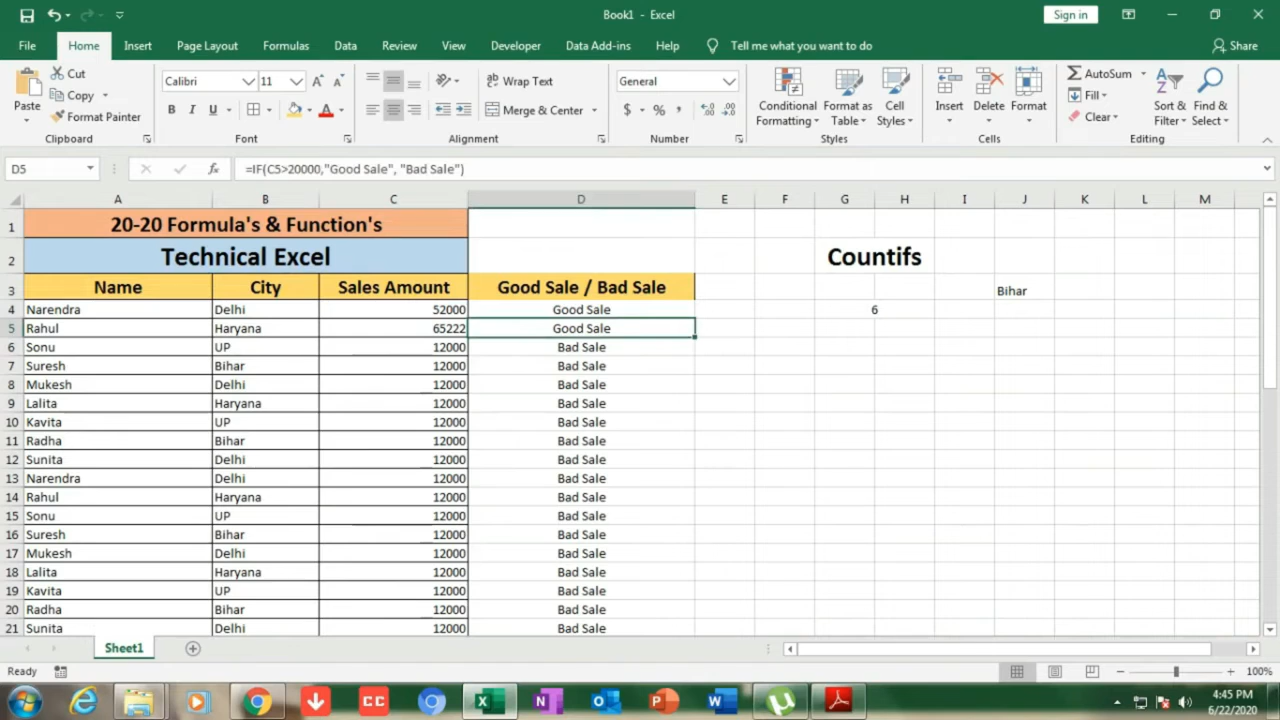 Book1 - Excel
Sign in
File Home Insert Page Layout Formulas Data Review View Developer Data Add-ins Help Tell me what you want to do Share
Paste
Cut
Copy
Format Painter
Clipboard
Calibri 11
B I U
Font
Wrap Text
Merge & Center
Alignment
General
$ % ,
Number
Conditional Formatting
Format as Table
Cell Styles
Styles
Insert Delete Format
Cells
AutoSum
Fill
Clear
Sort & Filter
Find & Select
Editing
D5 fx =IF(C5>20000,"Good Sale", "Bad Sale")
A B C D E F G H I J K L M
1 20-20 Formula's & Function's
2 Technical Excel Countifs
3 Name City Sales Amount Good Sale / Bad Sale Bihar
4 Narendra Delhi 52000 Good Sale 6
5 Rahul Haryana 65222 Good Sale
6 Sonu UP 12000 Bad Sale
7 Suresh Bihar 12000 Bad Sale
8 Mukesh Delhi 12000 Bad Sale
9 Lalita Haryana 12000 Bad Sale
10 Kavita UP 12000 Bad Sale
11 Radha Bihar 12000 Bad Sale
12 Sunita Delhi 12000 Bad Sale
13 Narendra Delhi 12000 Bad Sale
14 Rahul Haryana 12000 Bad Sale
15 Sonu UP 12000 Bad Sale
16 Suresh Bihar 12000 Bad Sale
17 Mukesh Delhi 12000 Bad Sale
18 Lalita Haryana 12000 Bad Sale
19 Kavita UP 12000 Bad Sale
20 Radha Bihar 12000 Bad Sale
21 Sunita Delhi 12000 Bad Sale
Sheet1
Ready 100%
4:45 PM
6/22/2020